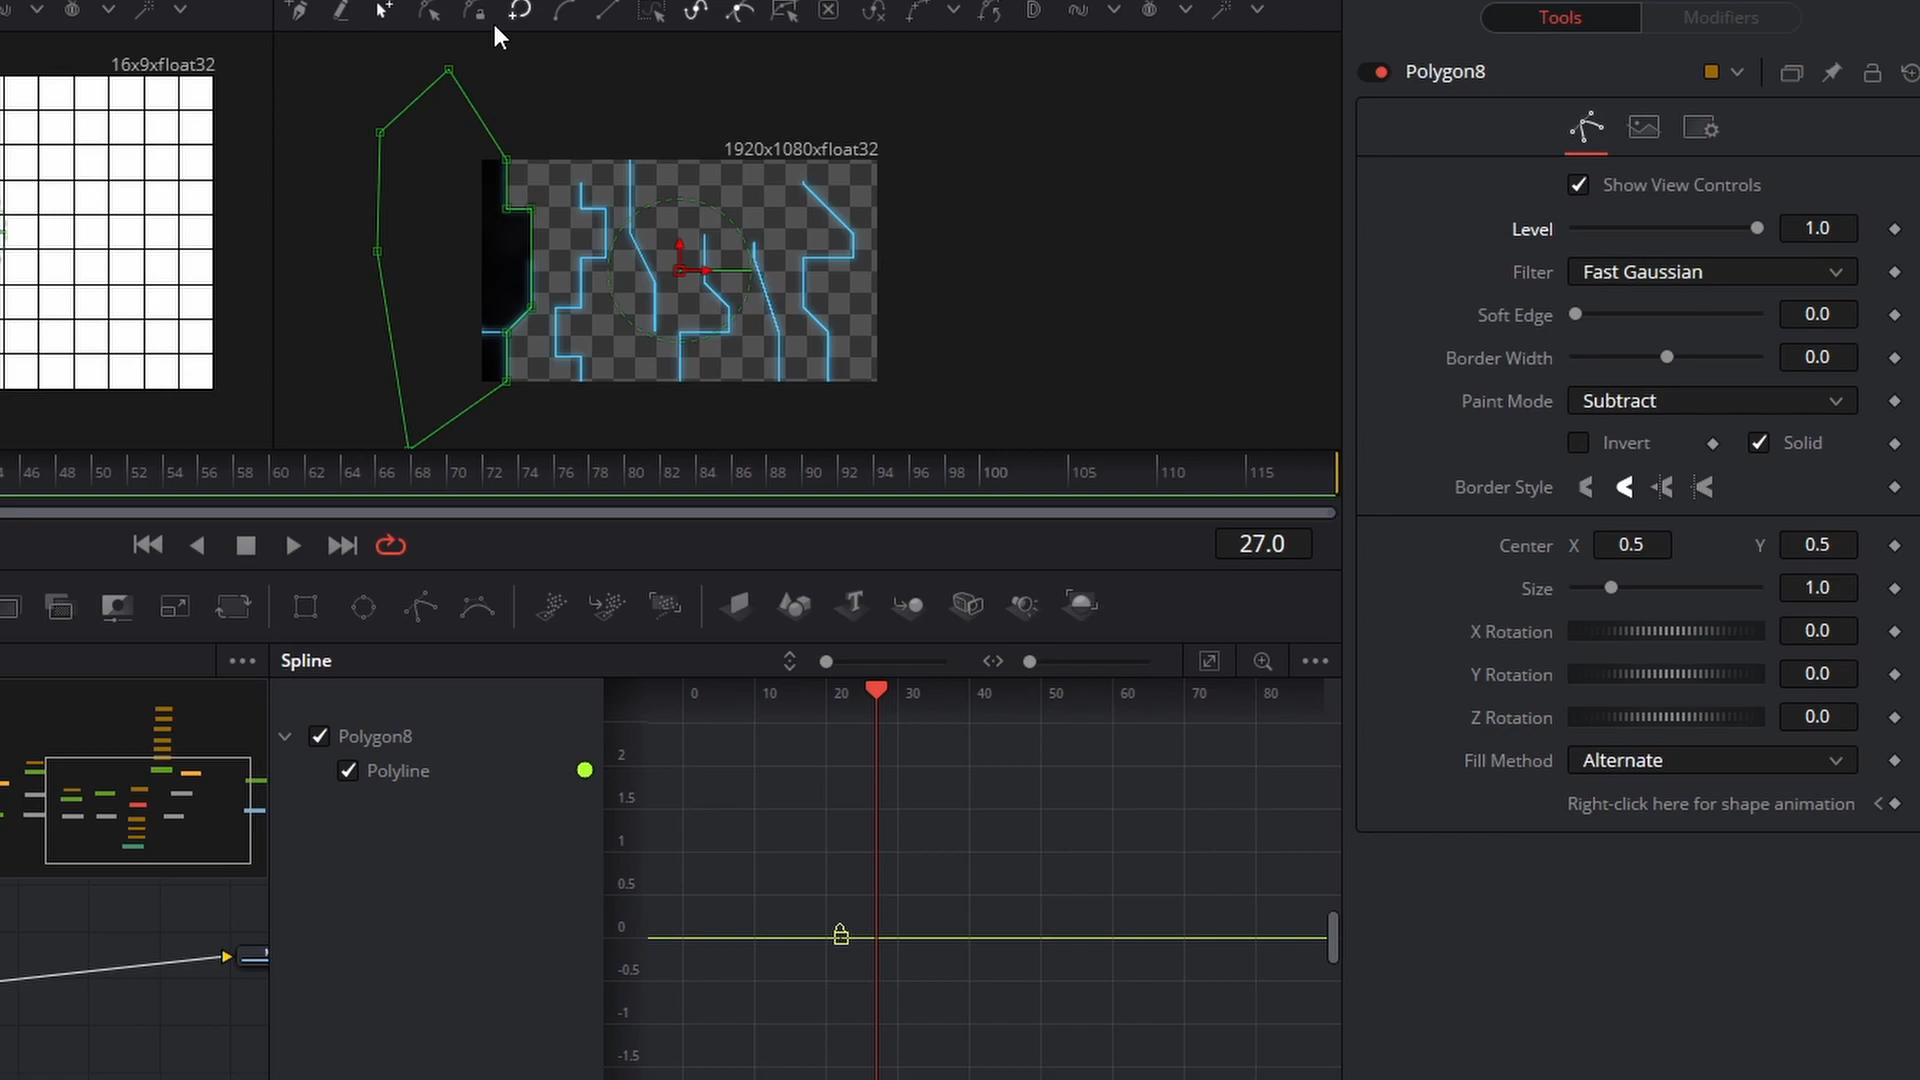 Tools
Modifiers
16x9xfloat32
1920x1080xfloat32
Polygon8
Show View Controls
Level 1.0
Filter Fast Gaussian
Soft Edge 0.0
Border Width 0.0
Paint Mode Subtract
Invert Solid
Border Style
46 48 50 52 54 56 58 60 62 64 66 68 70 72 74 76 78 80 82 84 86 88 90 92 94 96 98 100 105 110 115
27.0
Center X 0.5 Y 0.5
Size 1.0
X Rotation 0.0
Y Rotation 0.0
Z Rotation 0.0
Fill Method Alternate
Right-click here for shape animation
Spline
0 10 20 30 40 50 60 70 80
Polygon8
Polyline
2
1.5
1
0.5
0
-0.5
-1
-1.5